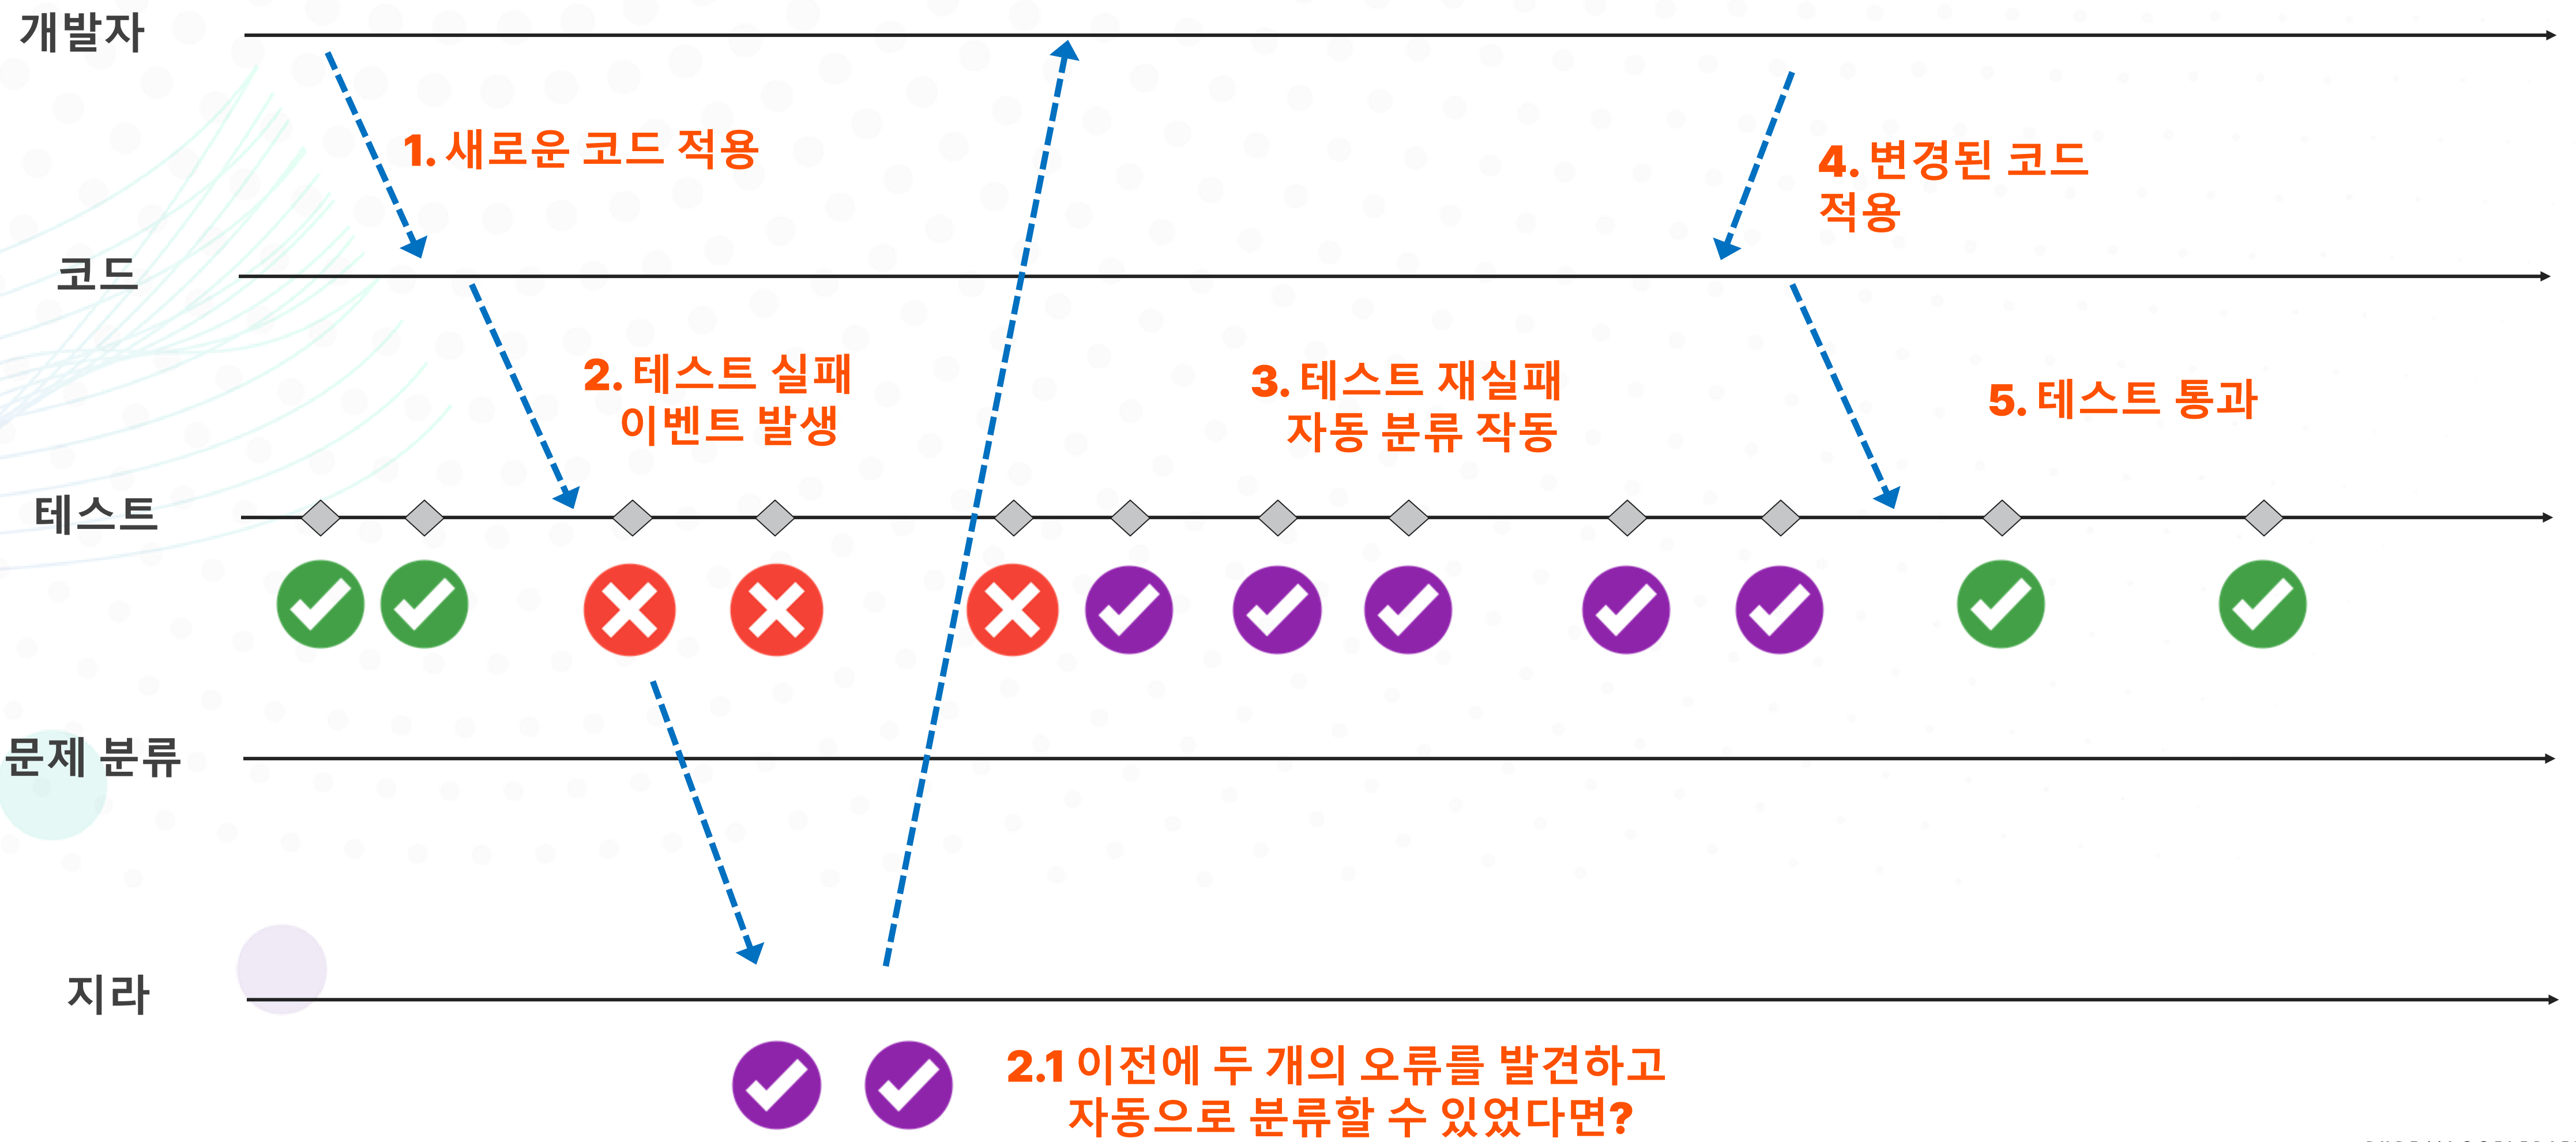 개발자
1. 새로운 코드 적용
4. 변경된 코드
적용
코드
2. 테스트 실패
이벤트 발생
3. 테스트 재실패
자동 분류 작동
5. 테스트 통과
테스트
문제 분류
지라
2.1 이전에 두 개의 오류를 발견하고
자동으로 분류할 수 있었다면?